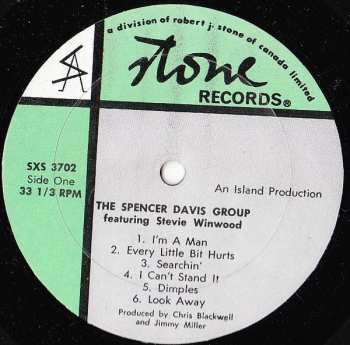 a division of robert j. stone of canada limited
stone
RECORDS®
SXS 3702
Side One
33 1/3 RPM
An Island Production
THE SPENCER DAVIS GROUP
featuring Stevie Winwood
1. I'm A Man
2. Every Little Bit Hurts
3. Searchin'
4. I Can't Stand It
5. Dimples
6. Look Away
Produced by Chris Blackwell
and Jimmy Miller